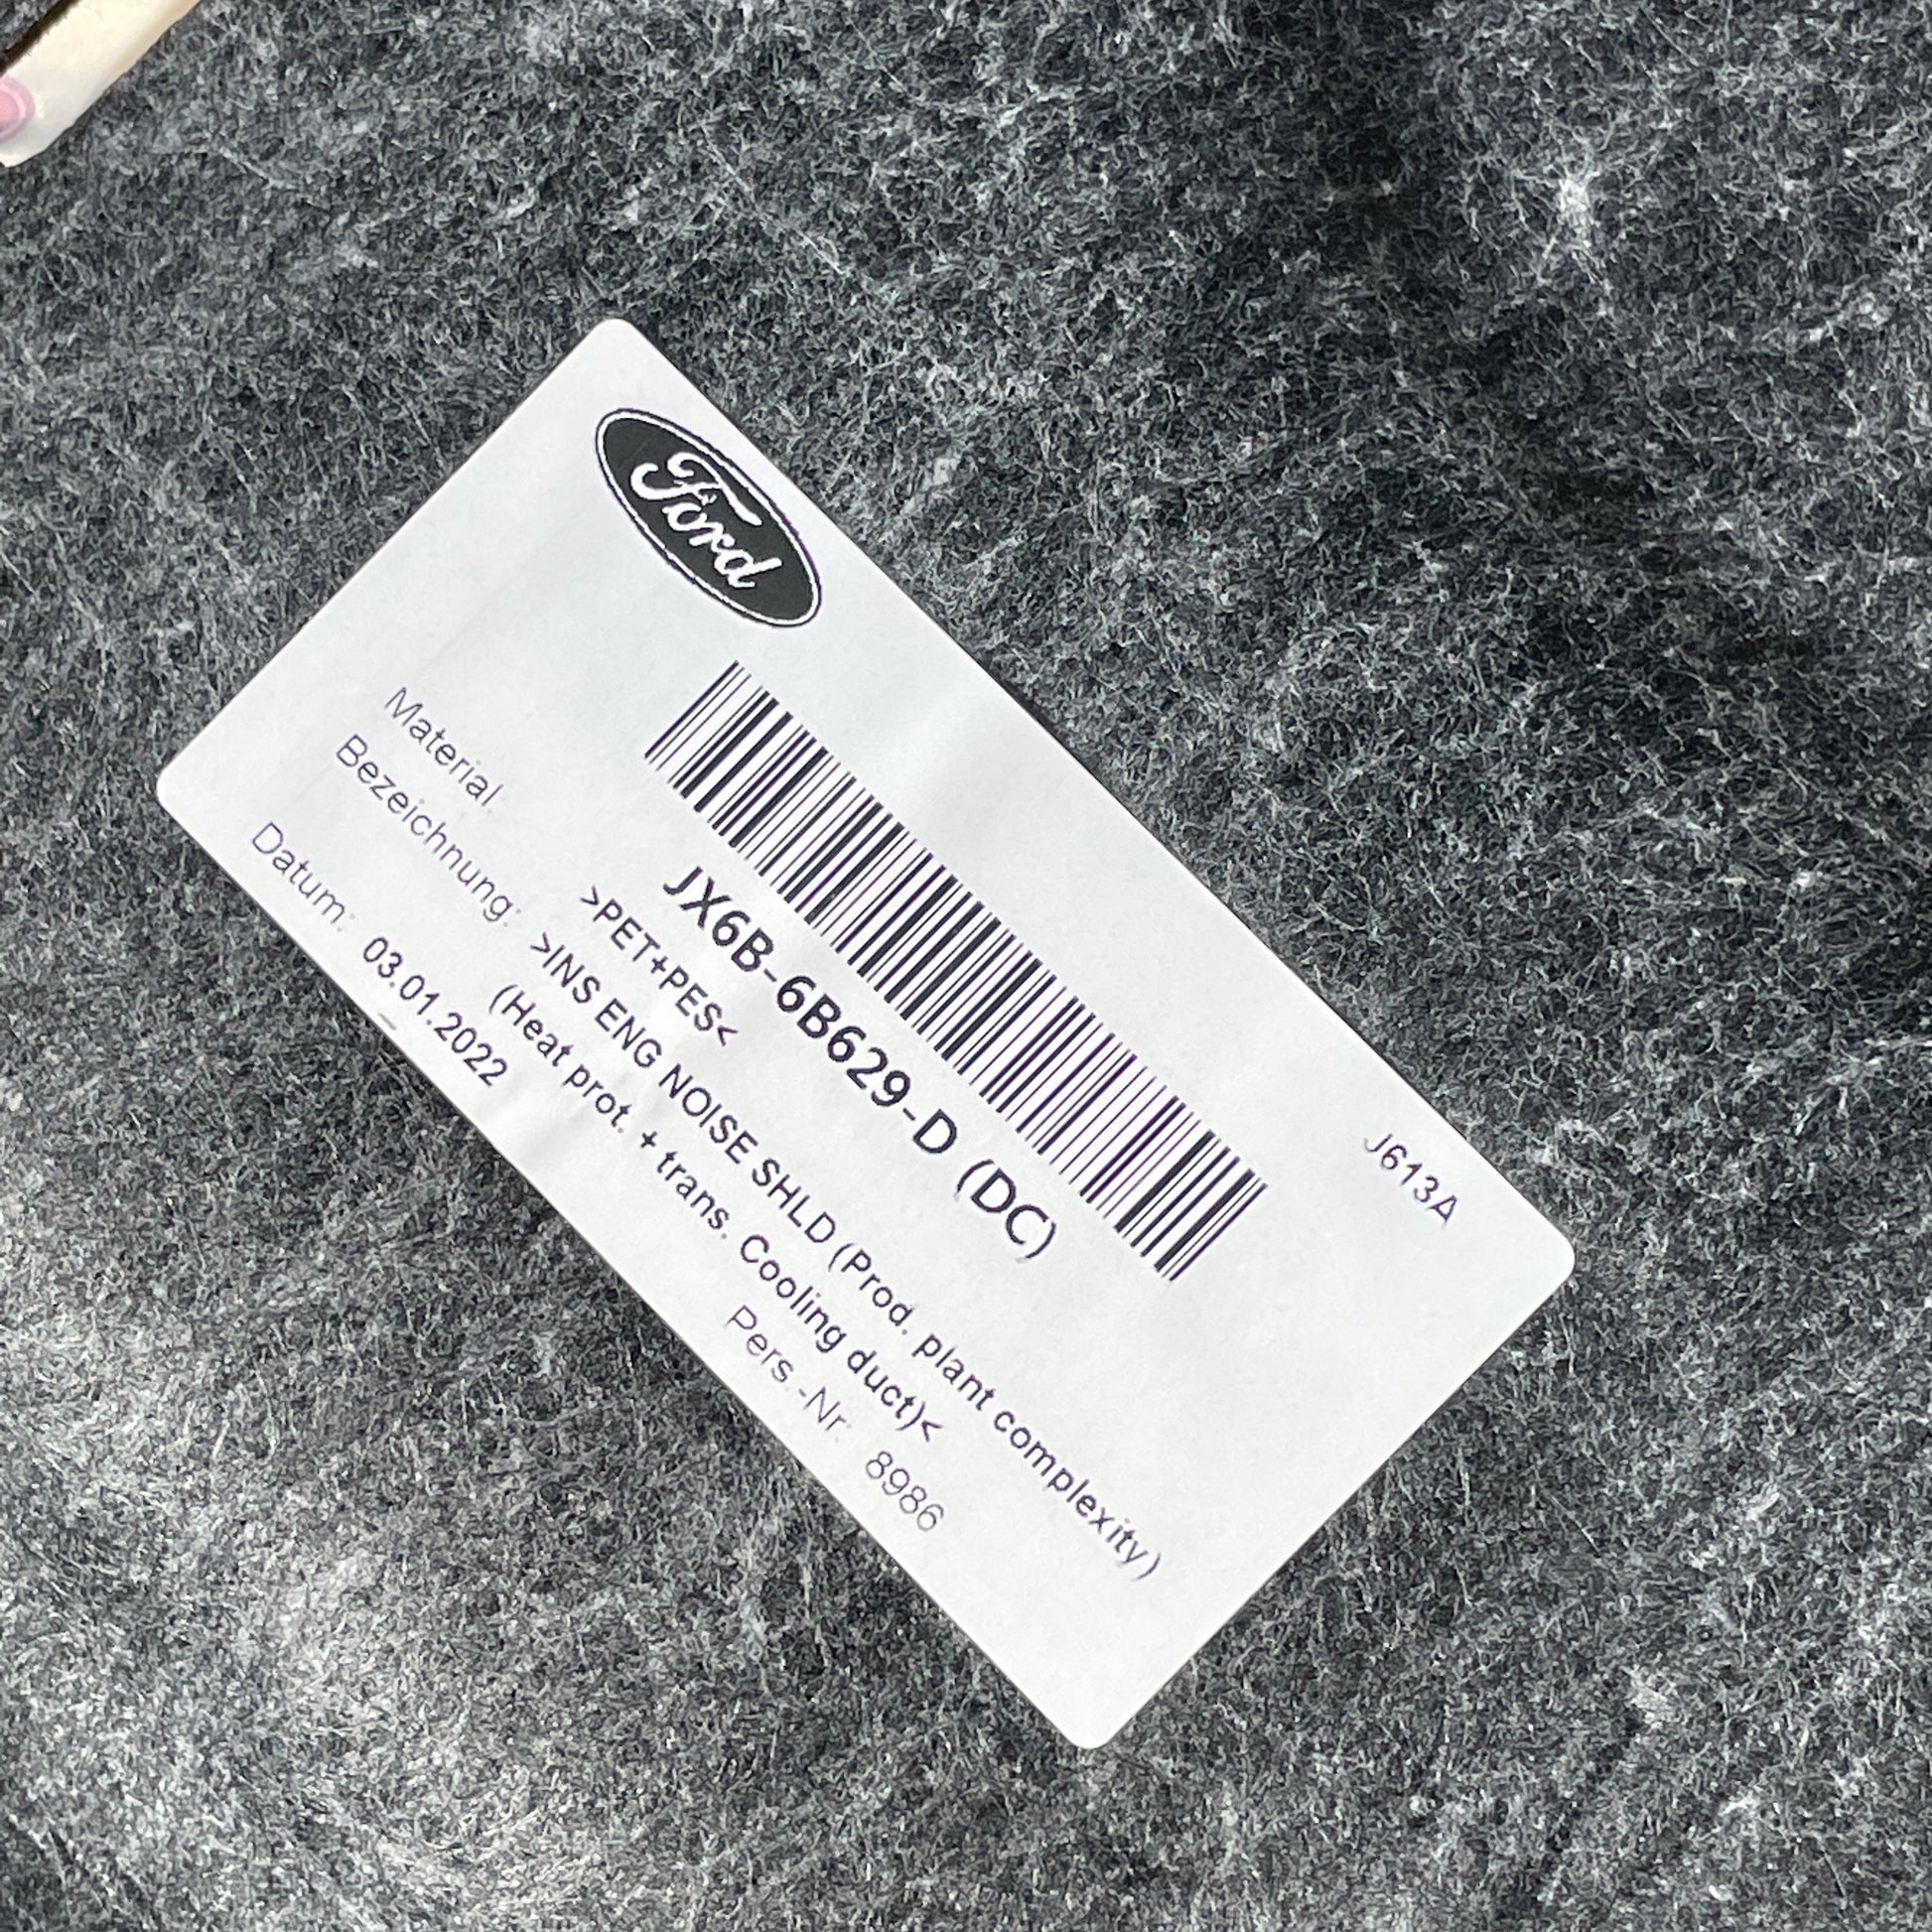 Ford
J613A
JX6B-6B629-D (DC)
Material: >PET+PES<
Bezeichnung: >INS ENG NOISE SHLD (Prod. plant complexity)
(Heat prot. + trans. Cooling duct)<
Datum: 03.01.2022 Pers.-Nr: 8986